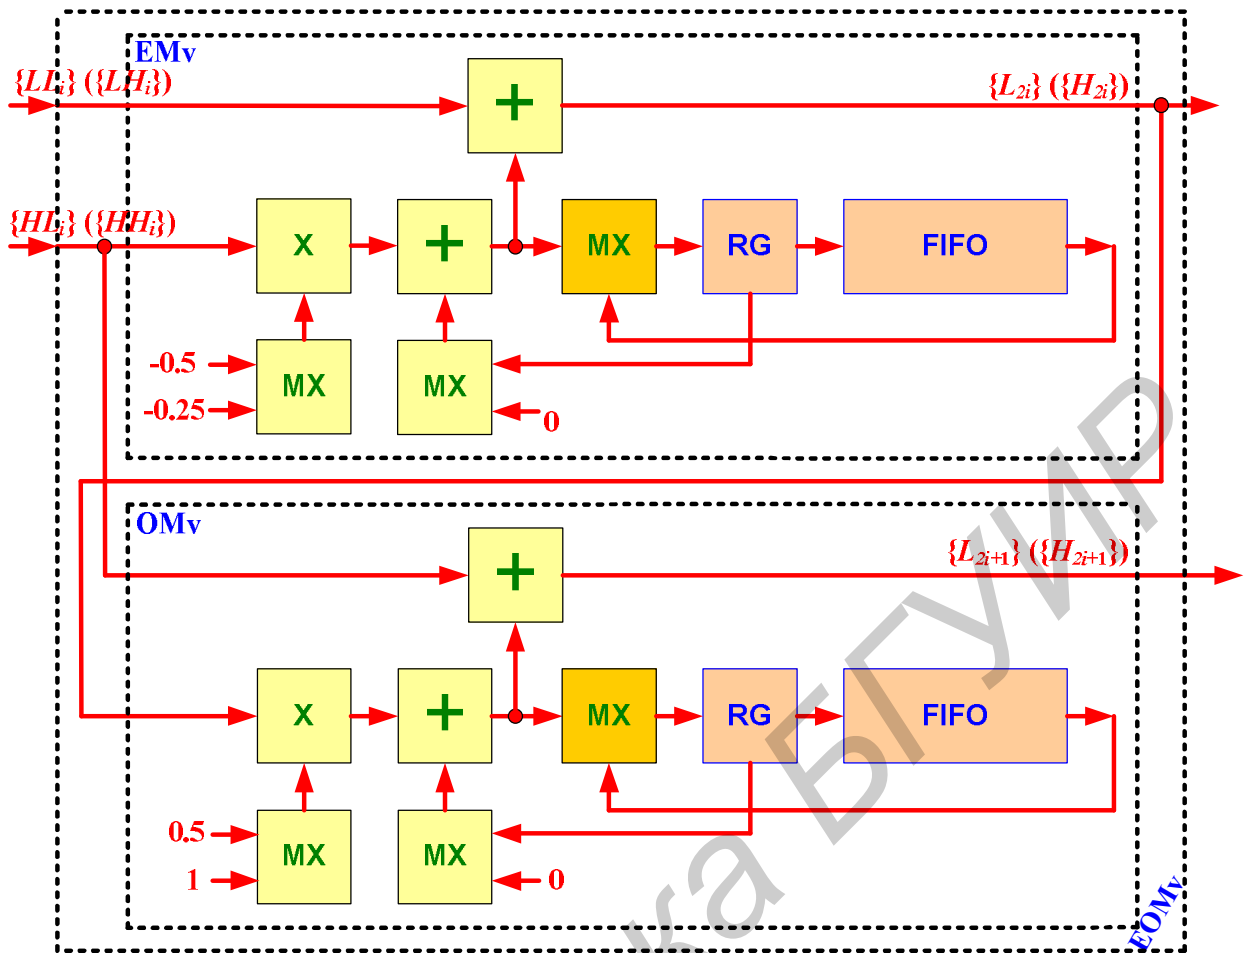 EMv
{LLᵢ} ({LHᵢ})
+
{L₂ᵢ} ({H₂ᵢ})
{HLᵢ} ({HHᵢ})
X
+
MX
RG
FIFO
-0.5
-0.25
MX
MX
0
OMv
+
{L₂ᵢ₊₁} ({H₂ᵢ₊₁})
X
+
MX
RG
FIFO
0.5
1
MX
MX
0
EOMv
ка БГУИР